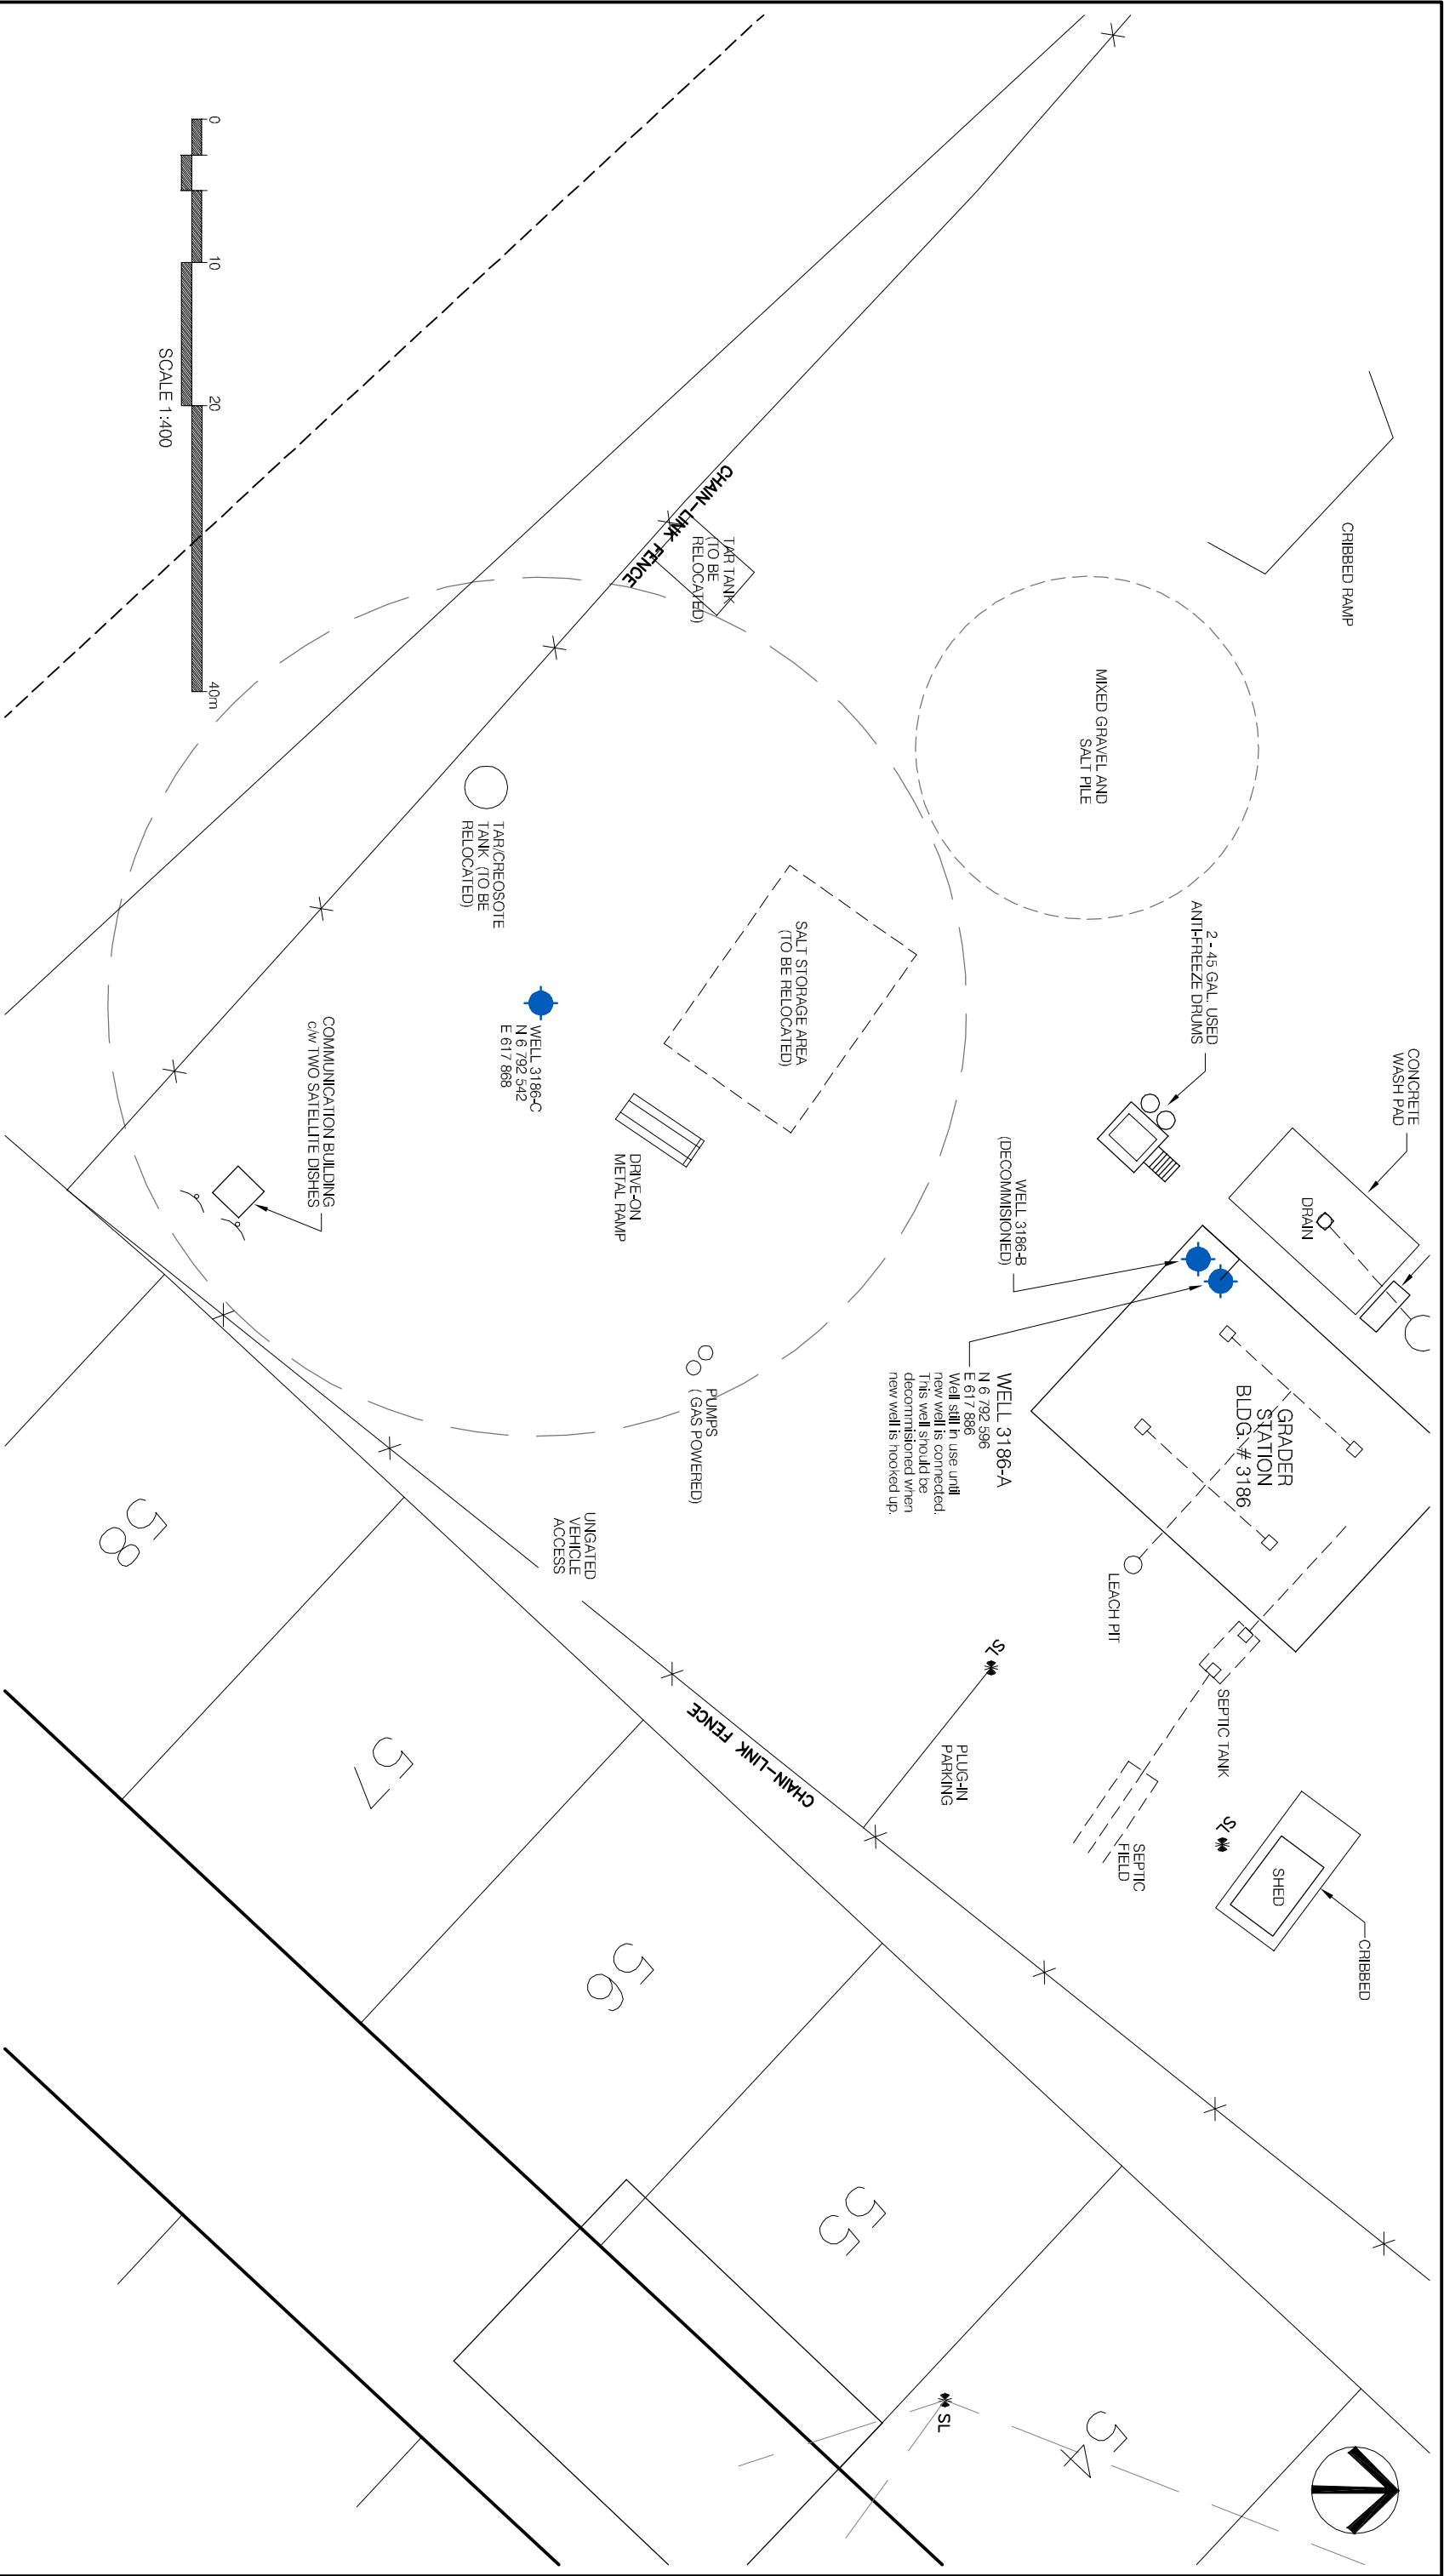 CRIBBED RAMP
MIXED GRAVEL AND
SALT PILE
CHAIN-LINK FENCE
TAR TANK
(TO BE
RELOCATED)
2 - 45 GAL. USED
ANTI-FREEZE DRUMS
CONCRETE
WASH PAD
DRAIN
SALT STORAGE AREA
(TO BE RELOCATED)
TAR/CREOSOTE
TANK (TO BE
RELOCATED)
WELL 3186-C
N 6 792 542
E 617 868
DRIVE-ON
METAL RAMP
COMMUNICATION BUILDING
c/w TWO SATELLITE DISHES
WELL 3186-B
(DECOMMISIONED)
WELL 3186-A
N 6 792 596
E 617 886
Well still in use until
new well is connected.
This well should be
decommisioned when
new well is hooked up.
GRADER
STATION
BLDG. # 3186
PUMPS
( GAS POWERED)
UNGATED
VEHICLE
ACCESS
LEACH PIT
SEPTIC TANK
SEPTIC
FIELD
SL
PLUG-IN
PARKING
SL
SHED
CRIBBED
CHAIN-LINK FENCE
58
57
56
55
54
SL
0
10
20
40m
SCALE 1:400